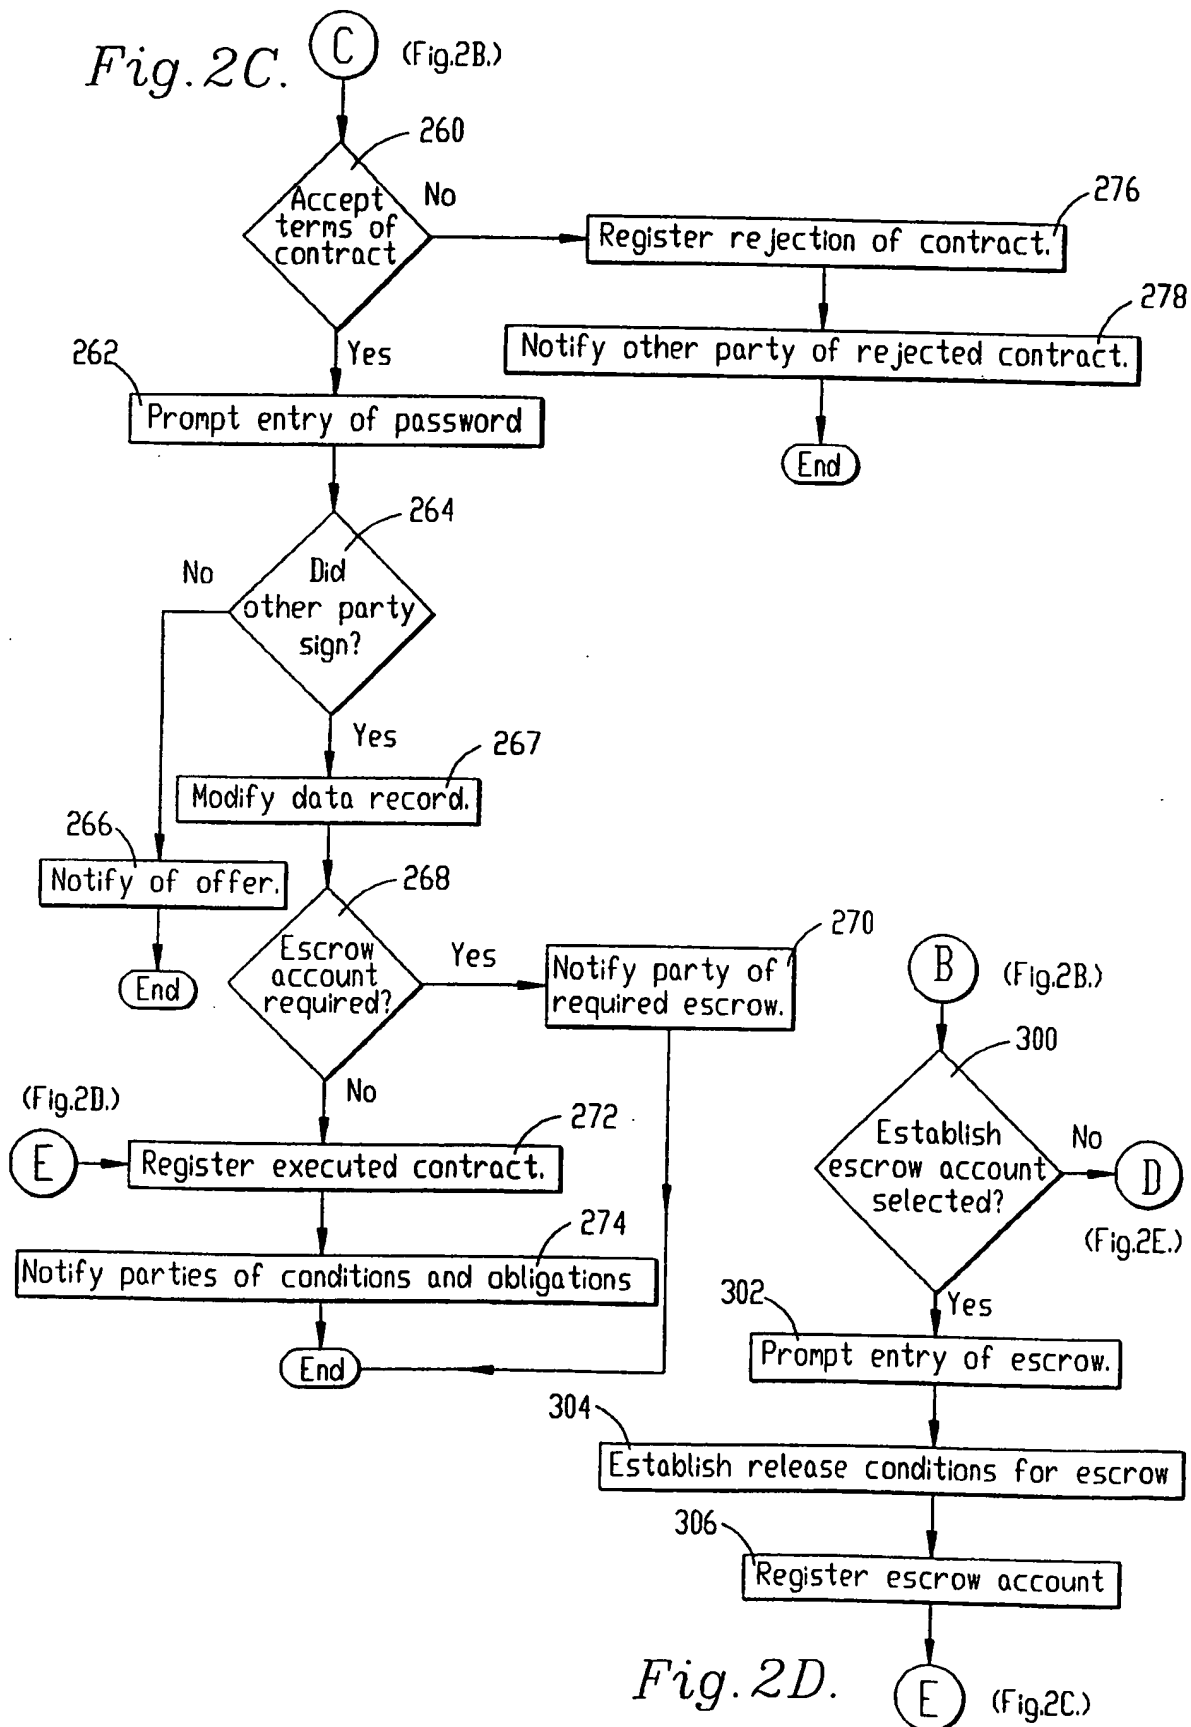 Fig.2C.
C
(Fig.2B.)
260
Accept
terms of
contract
No
276
Register rejection of contract.
278
Notify other party of rejected contract.
End
Yes
262
Prompt entry of password
264
Did
other party
sign?
No
Yes
267
Modify data record.
266
Notify of offer.
End
268
Escrow
account
required?
Yes
270
Notify party of
required escrow.
No
(Fig.2D.)
E
272
Register executed contract.
274
Notify parties of conditions and obligations
End
B
(Fig.2B.)
300
Establish
escrow account
selected?
No
D
(Fig.2E.)
Yes
302
Prompt entry of escrow.
304
Establish release conditions for escrow
306
Register escrow account
E
(Fig.2C.)
Fig.2D.